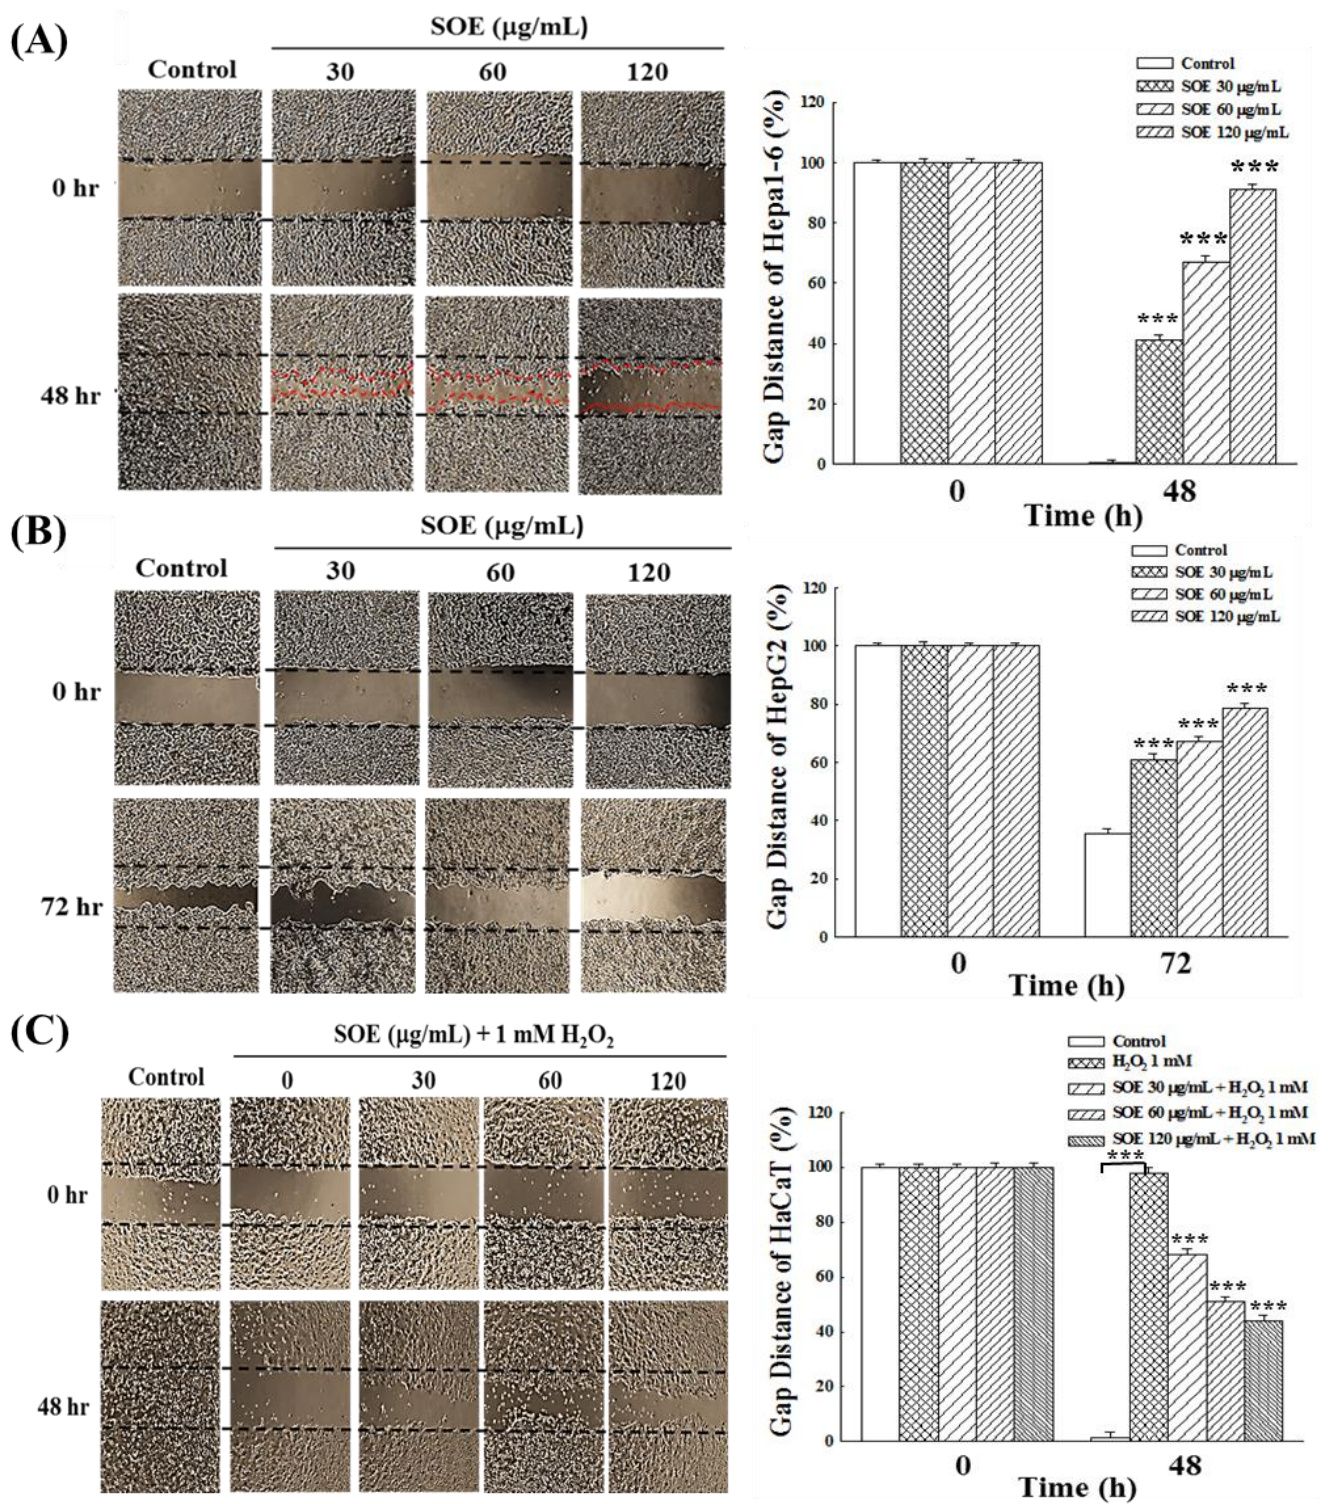 (A)
SOE (µg/mL)
Control 30 60 120
0 hr
48 hr
Control
SOE 30 µg/mL
SOE 60 µg/mL
SOE 120 µg/mL
Gap Distance of Hepa1-6 (%)
120
100
80
60
40
20
0
***
***
***
0 48
Time (h)
(B)
SOE (µg/mL)
Control 30 60 120
0 hr
72 hr
Control
SOE 30 µg/mL
SOE 60 µg/mL
SOE 120 µg/mL
Gap Distance of HepG2 (%)
120
100
80
60
40
20
0
***
***
***
0 72
Time (h)
(C)
SOE (µg/mL) + 1 mM H₂O₂
Control 0 30 60 120
0 hr
48 hr
Control
H₂O₂ 1 mM
SOE 30 µg/mL + H₂O₂ 1 mM
SOE 60 µg/mL + H₂O₂ 1 mM
SOE 120 µg/mL + H₂O₂ 1 mM
Gap Distance of HaCaT (%)
120
100
80
60
40
20
0
***
***
***
***
0 48
Time (h)